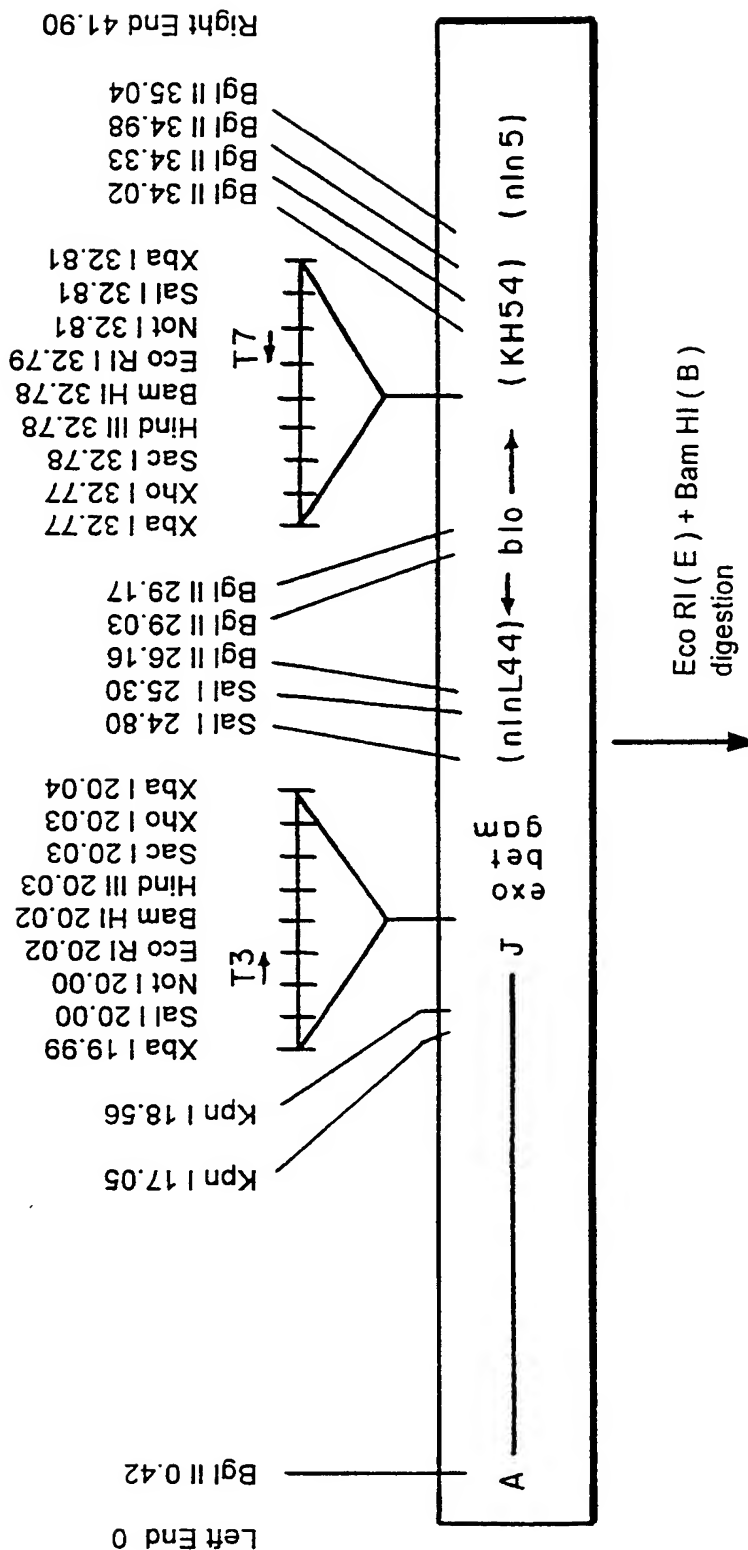 Left End 0
Bgl II 0.42
Kpn I 17.05
Kpn I 18.56
Xba I 19.99
Sal I 20.00
Not I 20.00
Eco RI 20.02
Bam HI 20.02
Hind III 20.03
Sac I 20.03
Xho I 20.03
Xba I 20.04
T3
Sal I 24.80
Sal I 25.30
Bgl II 26.16
Bgl II 29.03
Bgl II 29.17
Xba I 32.77
Xho I 32.77
Sac I 32.78
Hind III 32.78
Bam HI 32.78
Eco RI 32.79
Not I 32.81
Sal I 32.81
Xba I 32.81
T7
Bgl II 34.02
Bgl II 34.33
Bgl II 34.98
Bgl II 35.04
Right End 41.90
A J
exo
bet
gam
(nInL44) bio (KH54) (nIn5)
Eco RI ( E ) + Bam HI ( B )
digestion